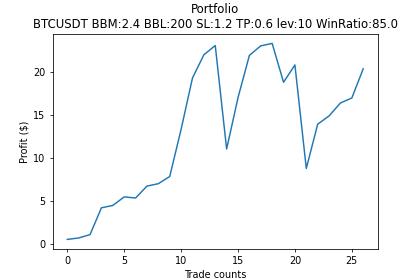 Portfolio
BTCUSDT BBM:2.4 BBL:200 SL:1.2 TP:0.6 lev:10 WinRatio:85.0
Profit ($)
20
15
10
5
0
0 5 10 15 20 25
Trade counts